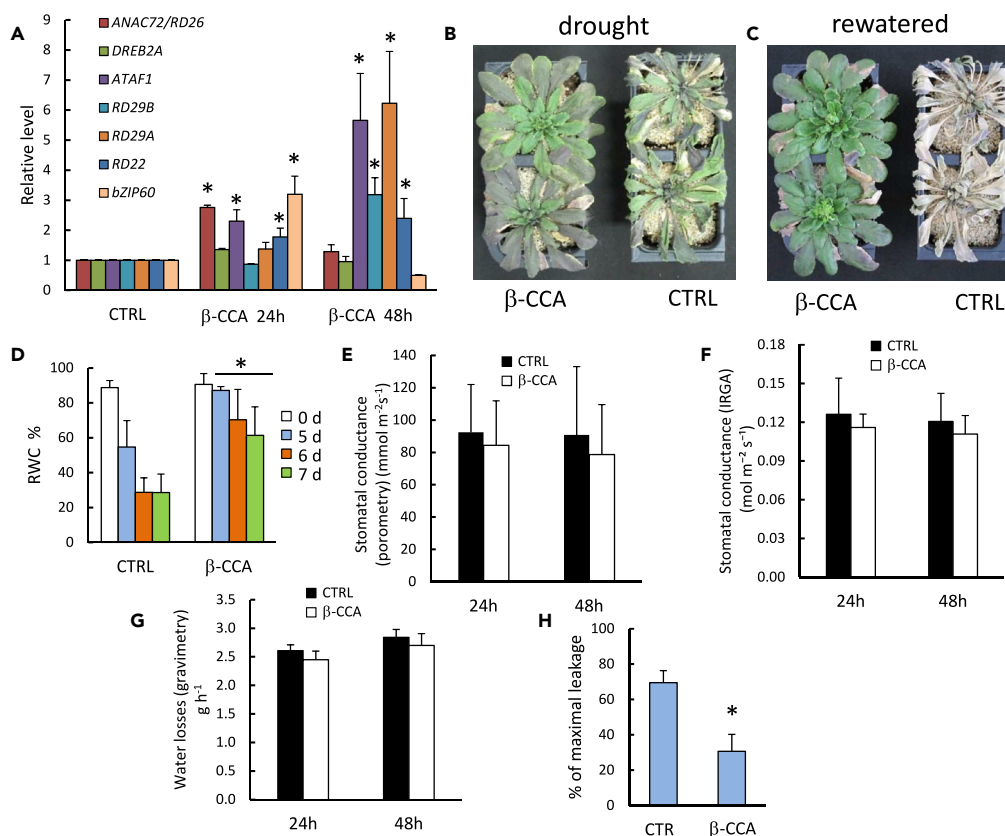 A
Relative level
9
8
7
6
5
4
3
2
1
0
ANAC72/RD26
DREB2A
ATAF1
RD29B
RD29A
RD22
bZIP60
* * * *
* * * *
CTRL
β-CCA 24h
β-CCA 48h
B
drought
β-CCA
CTRL
C
rewatered
β-CCA
CTRL
D
RWC %
100
80
60
40
20
0
*
0 d
5 d
6 d
7 d
CTRL
β-CCA
E
Stomatal conductance
(porometry) (mmol m⁻²s⁻¹)
140
120
100
80
60
40
20
0
CTRL
β-CCA
24h
48h
F
Stomatal conductance (IRGA)
(mol m⁻² s⁻¹)
0.18
0.15
0.12
0.09
0.06
0.03
0.00
CTRL
β-CCA
24h
48h
G
Water losses (gravimetry)
g h⁻¹
3.5
3.0
2.5
2.0
1.5
1.0
0.5
0.0
CTRL
β-CCA
24h
48h
H
% of maximal leakage
80
60
40
20
0
*
CTR
β-CCA